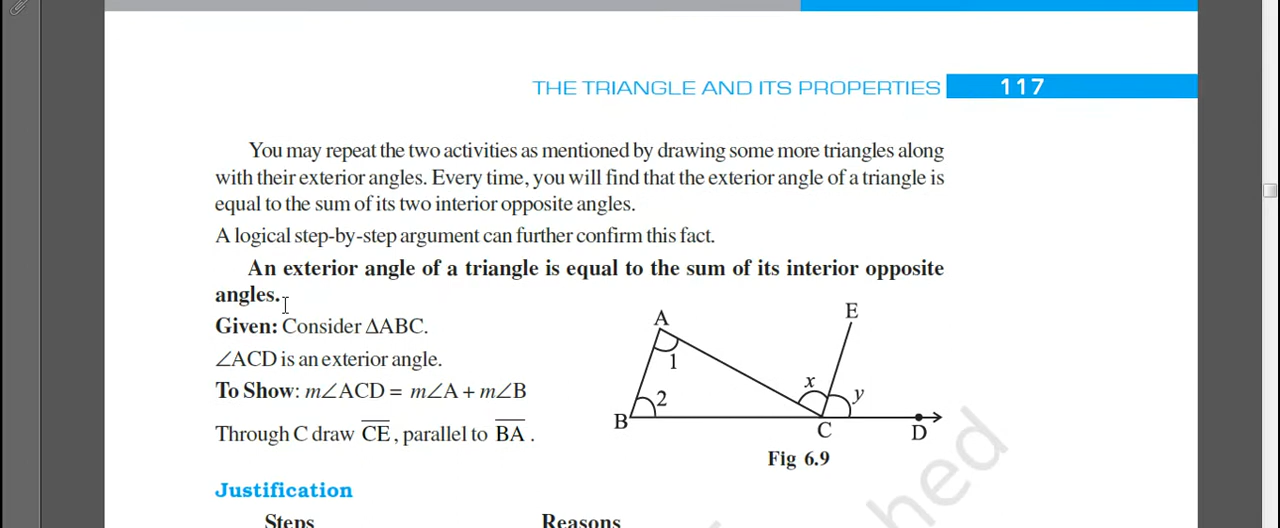 THE TRIANGLE AND ITS PROPERTIES 117
You may repeat the two activities as mentioned by drawing some more triangles along
with their exterior angles. Every time, you will find that the exterior angle of a triangle is
equal to the sum of its two interior opposite angles.
A logical step-by-step argument can further confirm this fact.
An exterior angle of a triangle is equal to the sum of its interior opposite
angles.
Given: Consider ΔABC.
∠ACD is an exterior angle.
To Show: m∠ACD = m∠A + m∠B
Through C draw CE, parallel to BA.
A
E
1
x
2
y
B
C
D
Fig 6.9
Justification
Steps Reasons